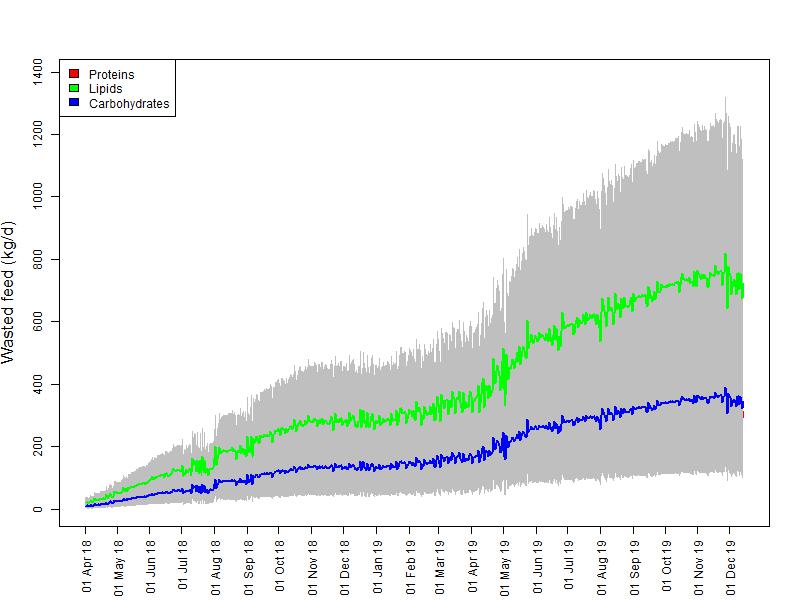 Proteins
Lipids
Carbohydrates
Wasted feed (kg/d)
1400
1200
1000
800
600
400
200
0
01 Apr 18
01 May 18
01 Jun 18
01 Jul 18
01 Aug 18
01 Sep 18
01 Oct 18
01 Nov 18
01 Dec 18
01 Jan 19
01 Feb 19
01 Mar 19
01 Apr 19
01 May 19
01 Jun 19
01 Jul 19
01 Aug 19
01 Sep 19
01 Oct 19
01 Nov 19
01 Dec 19